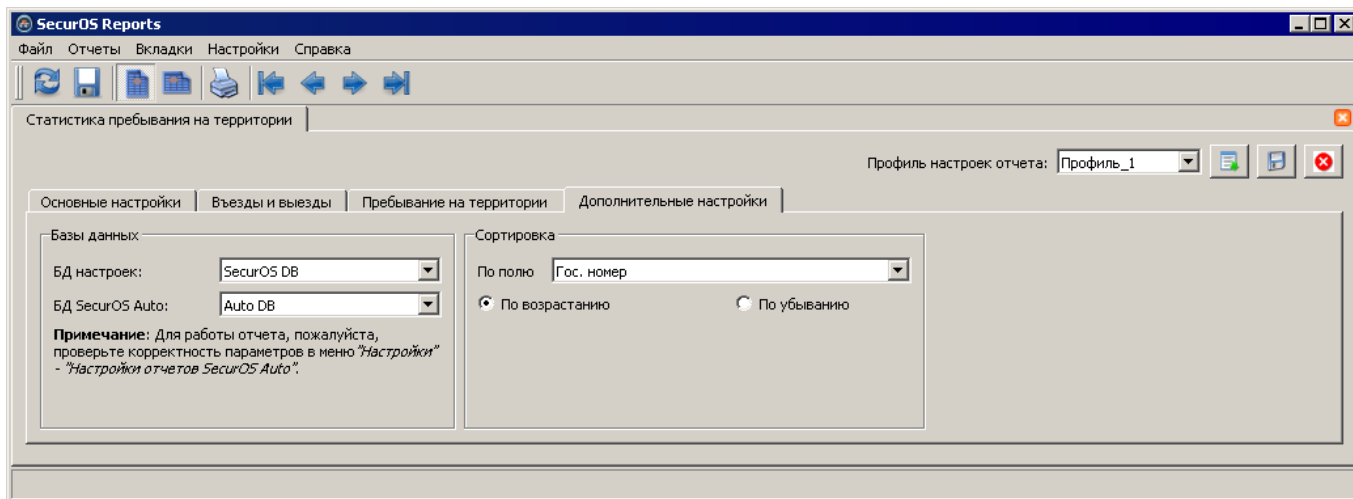 SecurOS Reports
Файл Отчеты Вкладки Настройки Справка
Статистика пребывания на территории
Профиль настроек отчета: Профиль_1
Основные настройки Въезды и выезды Пребывание на территории Дополнительные настройки
Базы данных Сортировка
БД настроек: SecurOS DB По полю Гос. номер
БД SecurOS Auto: Auto DB По возрастанию По убыванию
Примечание: Для работы отчета, пожалуйста,
проверьте корректность параметров в меню "Настройки"
- "Настройки отчетов SecurOS Auto".